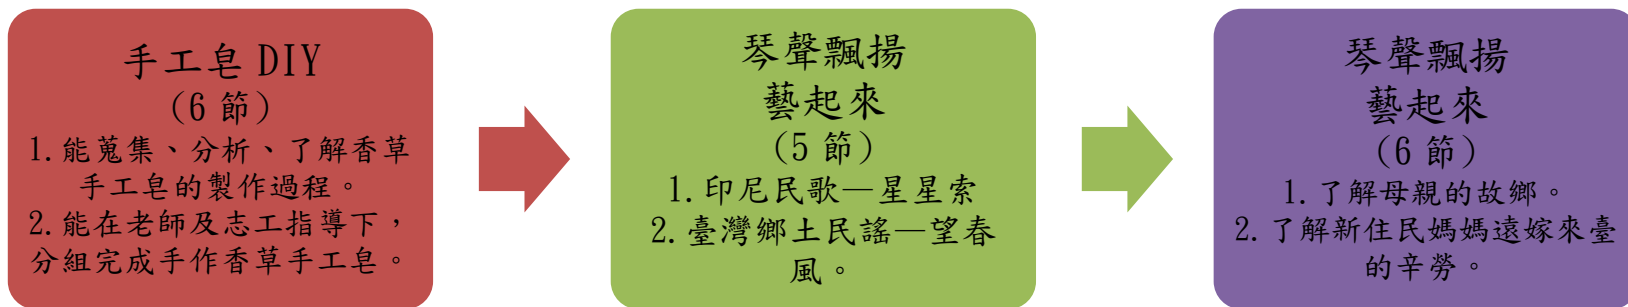 手工皂 DIY
(6 節)
1.能蒐集、分析、了解香草
手工皂的製作過程。
2.能在老師及志工指導下，
分組完成手作香草手工皂。
琴聲飄揚
藝起來
(5 節)
1.印尼民歌—星星索
2.臺灣鄉土民謠—望春
風。
琴聲飄揚
藝起來
(6 節)
1.了解母親的故鄉。
2.了解新住民媽媽遠嫁來臺
的辛勞。